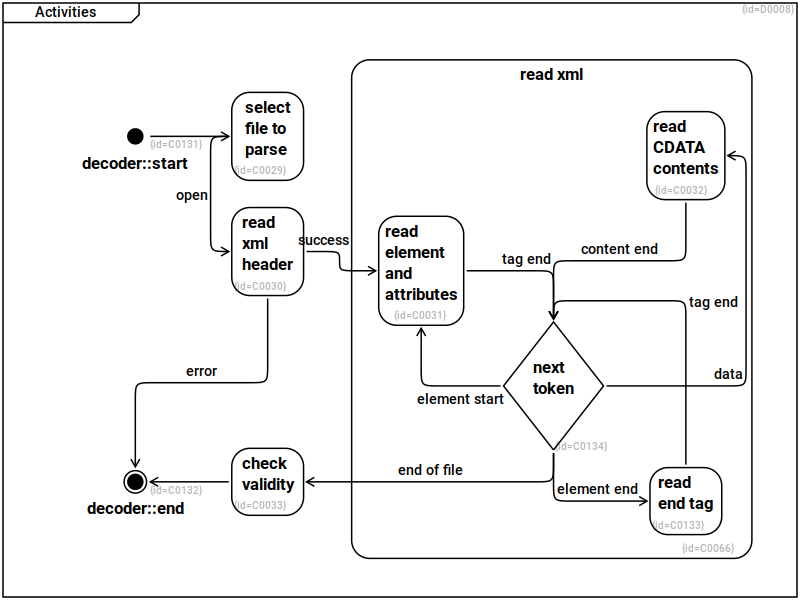 Activities
{id=D0008}
read xml
select
file to
parse
{id=C0029}
decoder::start
{id=C0131}
open
read
xml
header
{id=C0030}
success
read
element
and
attributes
{id=C0031}
read
CDATA
contents
{id=C0032}
tag end
content end
tag end
next
token
{id=C0134}
data
element start
error
end of file
element end
check
validity
{id=C0033}
decoder::end
{id=C0132}
read
end tag
{id=C0133}
{id=C0066}